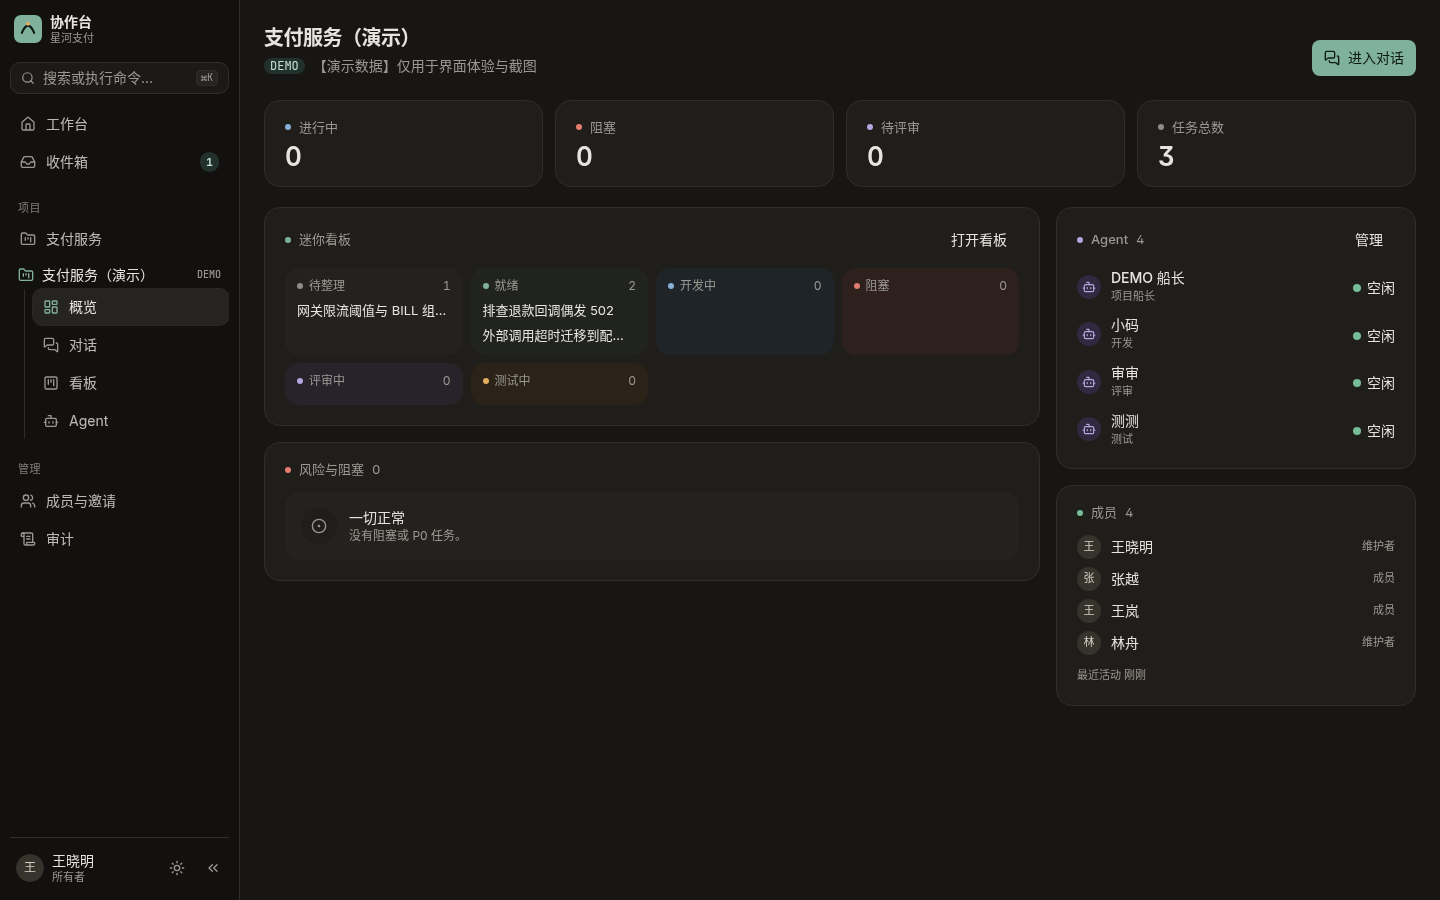 协作台
星河支付
搜索或执行命令... ⌘K
工作台
收件箱 1
项目
支付服务
支付服务（演示） DEMO
概览
对话
看板
Agent
管理
成员与邀请
审计
王 王晓明
所有者
支付服务（演示）
DEMO 【演示数据】仅用于界面体验与截图
进入对话
进行中
0
阻塞
0
待评审
0
任务总数
3
迷你看板 打开看板
待整理 1
网关限流阈值与 BILL 组...
就绪 2
排查退款回调偶发 502
外部调用超时迁移到配...
开发中 0
阻塞 0
评审中 0
测试中 0
风险与阻塞 0
一切正常
没有阻塞或 P0 任务。
Agent 4 管理
DEMO 船长
项目船长
空闲
小码
开发
空闲
审审
评审
空闲
测测
测试
空闲
成员 4
王 王晓明 维护者
张 张越 成员
王 王岚 成员
林 林舟 维护者
最近活动 刚刚